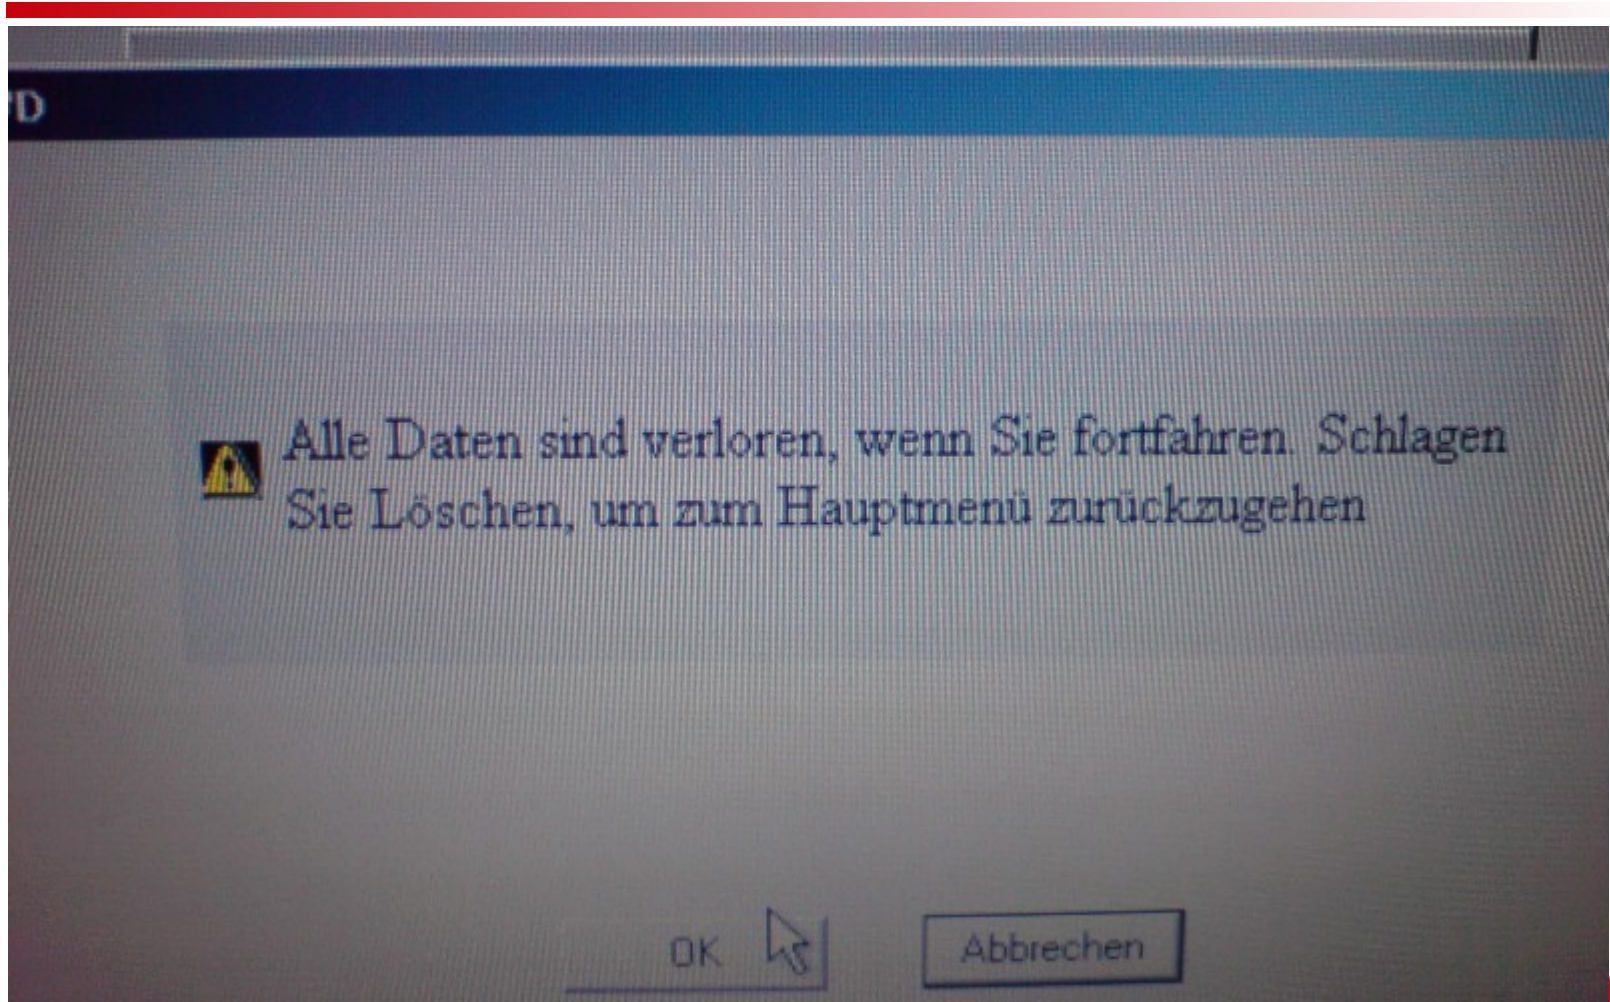 D
Alle Daten sind verloren, wenn Sie fortfahren. Schlagen
Sie Löschen, um zum Hauptmenü zurückzugehen
OK
Abbrechen